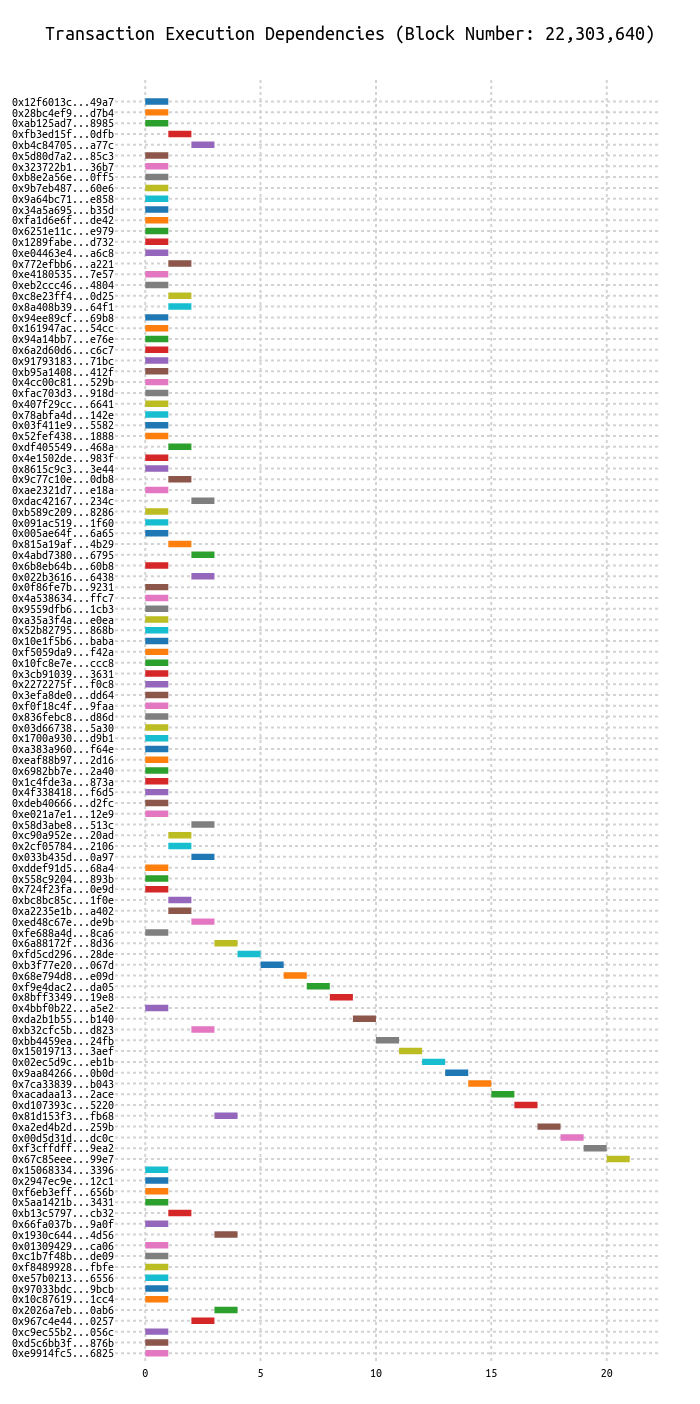 Transaction Execution Dependencies (Block Number: 22,303,640)
0x12f6013c...49a7
0x28bc4ef9...d7b4
0xab125ad7...8985
0xfb3ed15f...0dfb
0xb4c84705...a77c
0x5d80d7a2...85c3
0x323722b1...36b7
0xb8e2a56e...0ff5
0x9b7eb487...60e6
0x9a64bc71...e858
0x34a5a695...b35d
0xfa1d6e6f...de42
0x6251e11c...e979
0x1289fabe...d732
0xe04463e4...a6c8
0x772efbb6...a221
0xe4180535...7e57
0xeb2ccc46...4804
0xc8e23ff4...0d25
0x8a408b39...64f1
0x94ee89cf...69b8
0x161947ac...54cc
0x94a14bb7...e76e
0x6a2d60d6...c6c7
0x91793183...71bc
0xb95a1408...412f
0x4cc00c81...529b
0xfac703d3...918d
0x407f29cc...6641
0x78abfa4d...142e
0x03f411e9...5582
0x52fef438...1888
0xdf405549...468a
0x4e1502de...983f
0x8615c9c3...3e44
0x9c77c10e...0db8
0xae2321d7...e18a
0xdac42167...234c
0xb589c209...8286
0x091ac519...1f60
0x005ae64f...6a65
0x815a19af...4b29
0x4abd7380...6795
0x6b8eb64b...60b8
0x022b3616...6438
0x0f86fe7b...9231
0x4a538634...ffc7
0x9559dfb6...1cb3
0xa35a3f4a...e0ea
0x52b82795...868b
0x10e1f5b6...baba
0xf5059da9...f42a
0x10fc8e7e...ccc8
0x3cb91039...3631
0x2272275f...f0c8
0x3efa8de0...dd64
0xf0f18c4f...9faa
0x836febc8...d86d
0x03d66738...5a30
0x1700a930...d9b1
0xa383a960...f64e
0xeaf88b97...2d16
0x6982bb7e...2a40
0x1c4fde3a...873a
0x4f338418...f6d5
0xdeb40666...d2fc
0xe021a7e1...12e9
0x58d3abe8...513c
0xc90a952e...20ad
0x2cf05784...2106
0x033b435d...0a97
0xddef91d5...68a4
0x558c9204...893b
0x724f23fa...0e9d
0xbc8bc85c...1f0e
0xa2235e1b...a402
0xed48c67e...de9b
0xfe688a4d...8ca6
0x6a88172f...8d36
0xfd5cd296...28de
0xb3f77e20...067d
0x68e794d8...e09d
0xf9e4dac2...da05
0x8bff3349...19e8
0x4bbf0b22...a5e2
0xda2b1b55...b140
0xb32cfc5b...d823
0xbb4459ea...24fb
0x15019713...3aef
0x02ec5d9c...eb1b
0x9aa84266...0b0d
0x7ca33839...b043
0xacadaa13...2ace
0xd107393c...5220
0x81d153f3...fb68
0xa2ed4b2d...259b
0x00d5d31d...dc0c
0xf3cffdff...9ea2
0x67c85eee...99e7
0x15068334...3396
0x2947ec9e...12c1
0xf6eb3eff...656b
0x5aa1421b...3431
0xb13c5797...cb32
0x66fa037b...9a0f
0x1930c644...4d56
0x01309429...ca06
0xc1b7f48b...de09
0xf8489928...fbfe
0xe57b0213...6556
0x97033bdc...9bcb
0x10c87619...1cc4
0x2026a7eb...0ab6
0x967c4e44...0257
0xc9ec55b2...056c
0xd5c6bb3f...876b
0xe9914fc5...6825
0 5 10 15 20